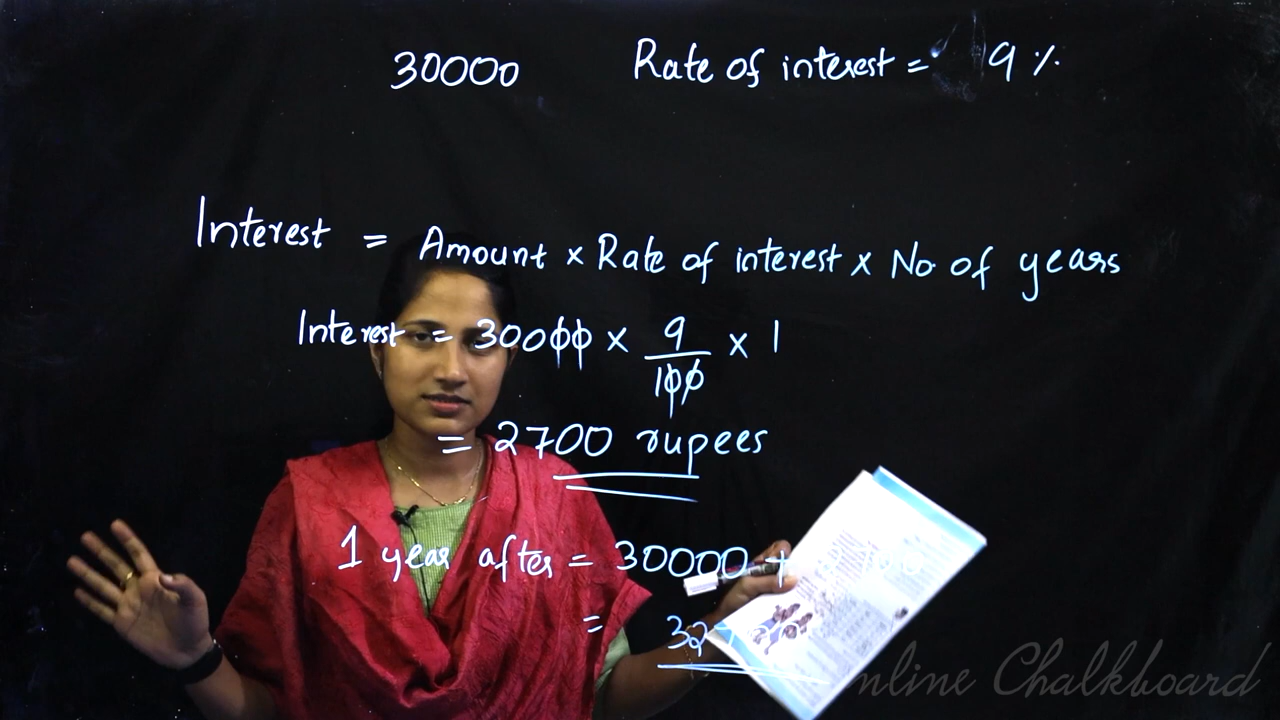 30000 Rate of interest = 9 %
Interest = Amount × Rate of interest × No. of years
Interest = 30000 × 9/100 × 1
= 2700 rupees
1 year after = 30000 +
=
Online Chalkboard